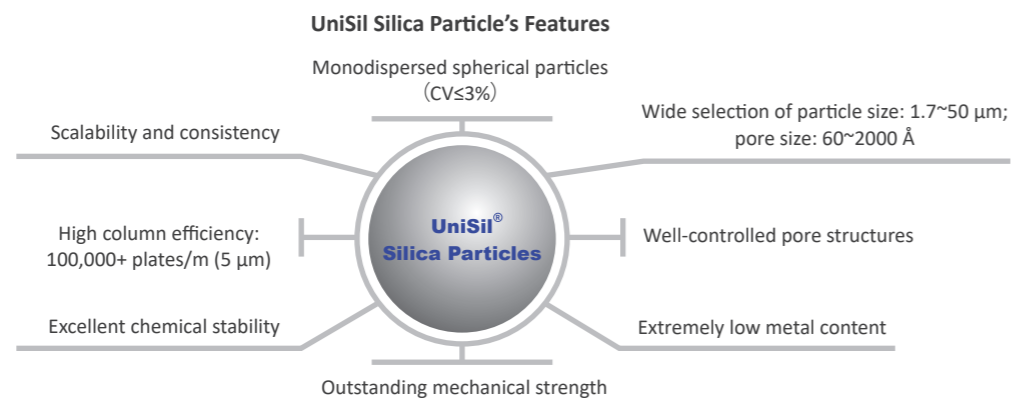 UniSil Silica Particle's Features
Monodispersed spherical particles
(CV≤3%)
Wide selection of particle size: 1.7~50 μm;
pore size: 60~2000 Å
Scalability and consistency
UniSil®
Silica Particles
High column efficiency:
100,000+ plates/m (5 μm)
Well-controlled pore structures
Excellent chemical stability
Extremely low metal content
Outstanding mechanical strength